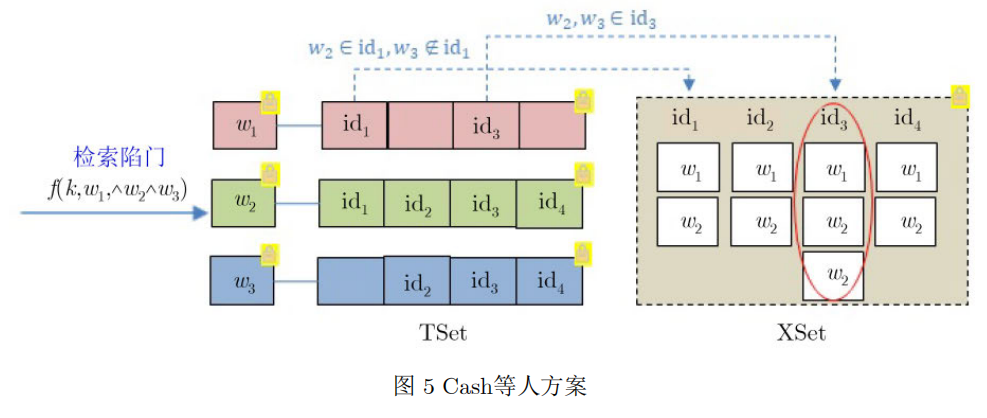 w₂, w₃ ∈ id₃
w₂ ∈ id₁, w₃ ∉ id₁
检索陷门
f(k, w₁, ∧w₂∧w₃)
w₁ id₁ id₃
w₂ id₁ id₂ id₃ id₄
w₃ id₂ id₃ id₄
TSet
id₁ id₂ id₃ id₄
w₁ w₁ w₁ w₁
w₂ w₂ w₂ w₂
w₂
XSet
图 5 Cash等人方案